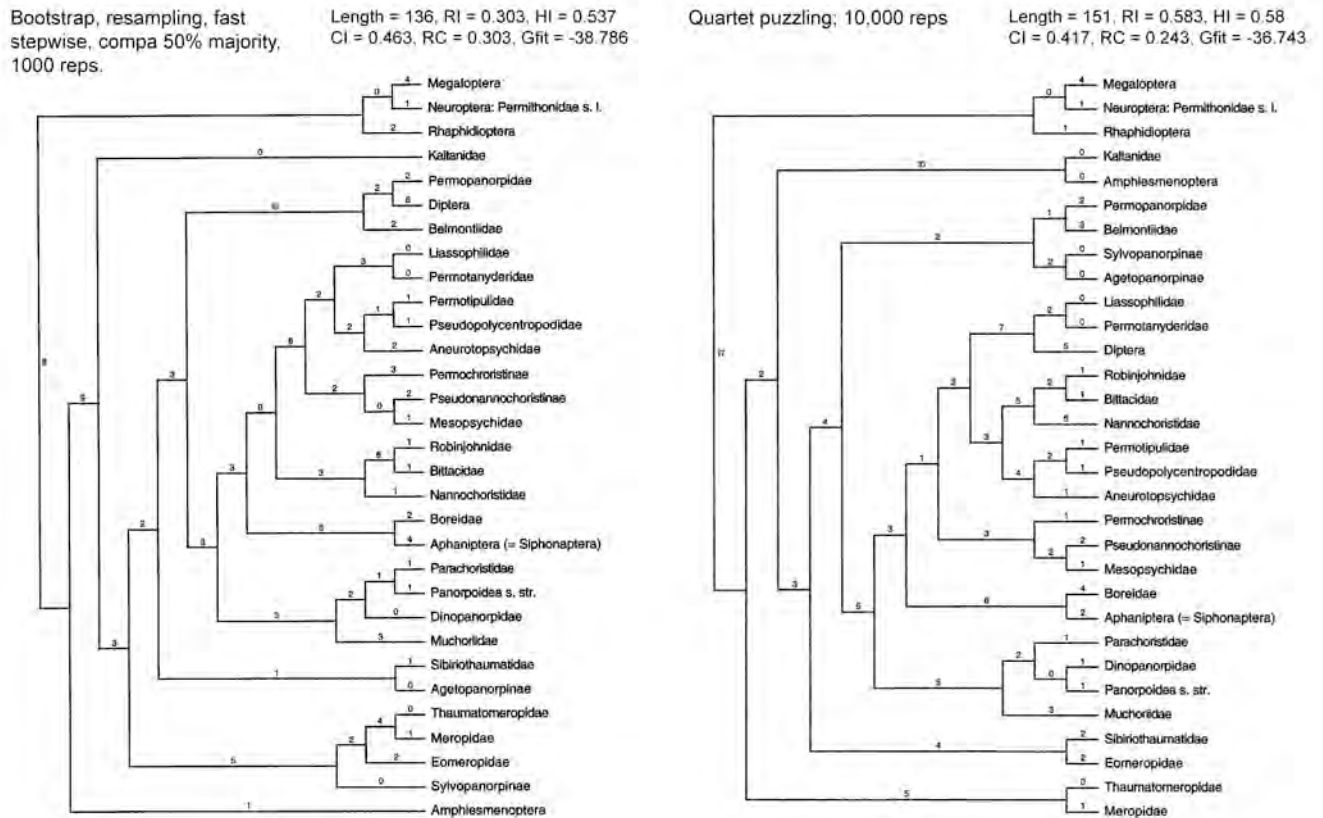 Bootstrap, resampling, fast
stepwise, compa 50% majority,
1000 reps.
Length = 136, RI = 0.303, HI = 0.537
CI = 0.463, RC = 0.303, Gfit = -38.786
Megaloptera
Neuroptera: Permithonidae s. l.
Rhaphidioptera
Kaltanidae
Permopanorpidae
Diptera
Belmontiidae
Liassophilidae
Permotanyderidae
Permotipulidae
Pseudopolycentropodidae
Aneurotopsychidae
Permochroristinae
Pseudonannochoristinae
Mesopsychidae
Robinjohnidae
Bittacidae
Nannochoristidae
Boreidae
Aphaniptera (= Siphonaptera)
Parachoristidae
Panorpoidea s. str.
Dinopanorpidae
Muchoriidae
Sibiriothaumatidae
Agetopanorpinae
Thaumatomeropidae
Meropidae
Eomeropidae
Sylvopanorpinae
Amphiesmenoptera
Quartet puzzling; 10,000 reps
Length = 151, RI = 0.583, HI = 0.58
CI = 0.417, RC = 0.243, Gfit = -36.743
Megaloptera
Neuroptera: Permithonidae s. l.
Rhaphidioptera
Kaltanidae
Amphiesmenoptera
Permopanorpidae
Belmontiidae
Sylvopanorpinae
Agetopanorpinae
Liassophilidae
Permotanyderidae
Diptera
Robinjohnidae
Bittacidae
Nannochoristidae
Permotipulidae
Pseudopolycentropodidae
Aneurotopsychidae
Permochroristinae
Pseudonannochoristinae
Mesopsychidae
Boreidae
Aphaniptera (= Siphonaptera)
Parachoristidae
Dinopanorpidae
Panorpoidea s. str.
Muchoriidae
Sibiriothaumatidae
Eomeropidae
Thaumatomeropidae
Meropidae